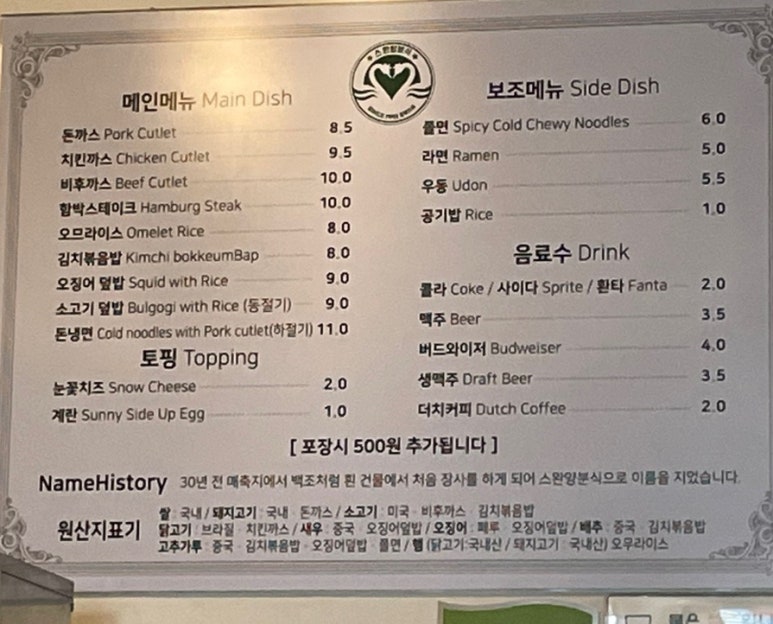 스완양분식
메인메뉴 Main Dish
돈까스 Pork Cutlet 8.5
치킨까스 Chicken Cutlet 9.5
비후까스 Beef Cutlet 10.0
함박스테이크 Hamburg Steak 10.0
오므라이스 Omelet Rice 8.0
김치볶음밥 Kimchi bokkeumBap 8.0
오징어 덮밥 Squid with Rice 9.0
소고기 덮밥 Bulgogi with Rice (동절기) 9.0
돈냉면 Cold noodles with Pork cutlet(하절기) 11.0
토핑 Topping
눈꽃치즈 Snow Cheese 2.0
계란 Sunny Side Up Egg 1.0
보조메뉴 Side Dish
쫄면 Spicy Cold Chewy Noodles 6.0
라면 Ramen 5.0
우동 Udon 5.5
공기밥 Rice 1.0
음료수 Drink
콜라 Coke / 사이다 Sprite / 환타 Fanta 2.0
맥주 Beer 3.5
버드와이저 Budweiser 4.0
생맥주 Draft Beer 3.5
더치커피 Dutch Coffee 2.0
[ 포장시 500원 추가됩니다 ]
NameHistory 30년 전 매축지에서 백조처럼 흰 건물에서 처음 장사를 하게 되어 스완양분식으로 이름을 지었습니다.
원산지표기
쌀 : 국내 / 돼지고기 : 국내 · 돈까스 / 소고기 : 미국 · 비후까스 · 김치볶음밥
닭고기 : 브라질 · 치킨까스 / 새우 : 중국 · 오징어덮밥 / 오징어 : 페루 · 오징어덮밥 / 배추 : 중국 · 김치볶음밥
고추가루 : 중국 · 김치볶음밥 · 오징어덮밥 · 쫄면 / 햄 (닭고기:국내산 / 돼지고기 : 국내산) 오무라이스